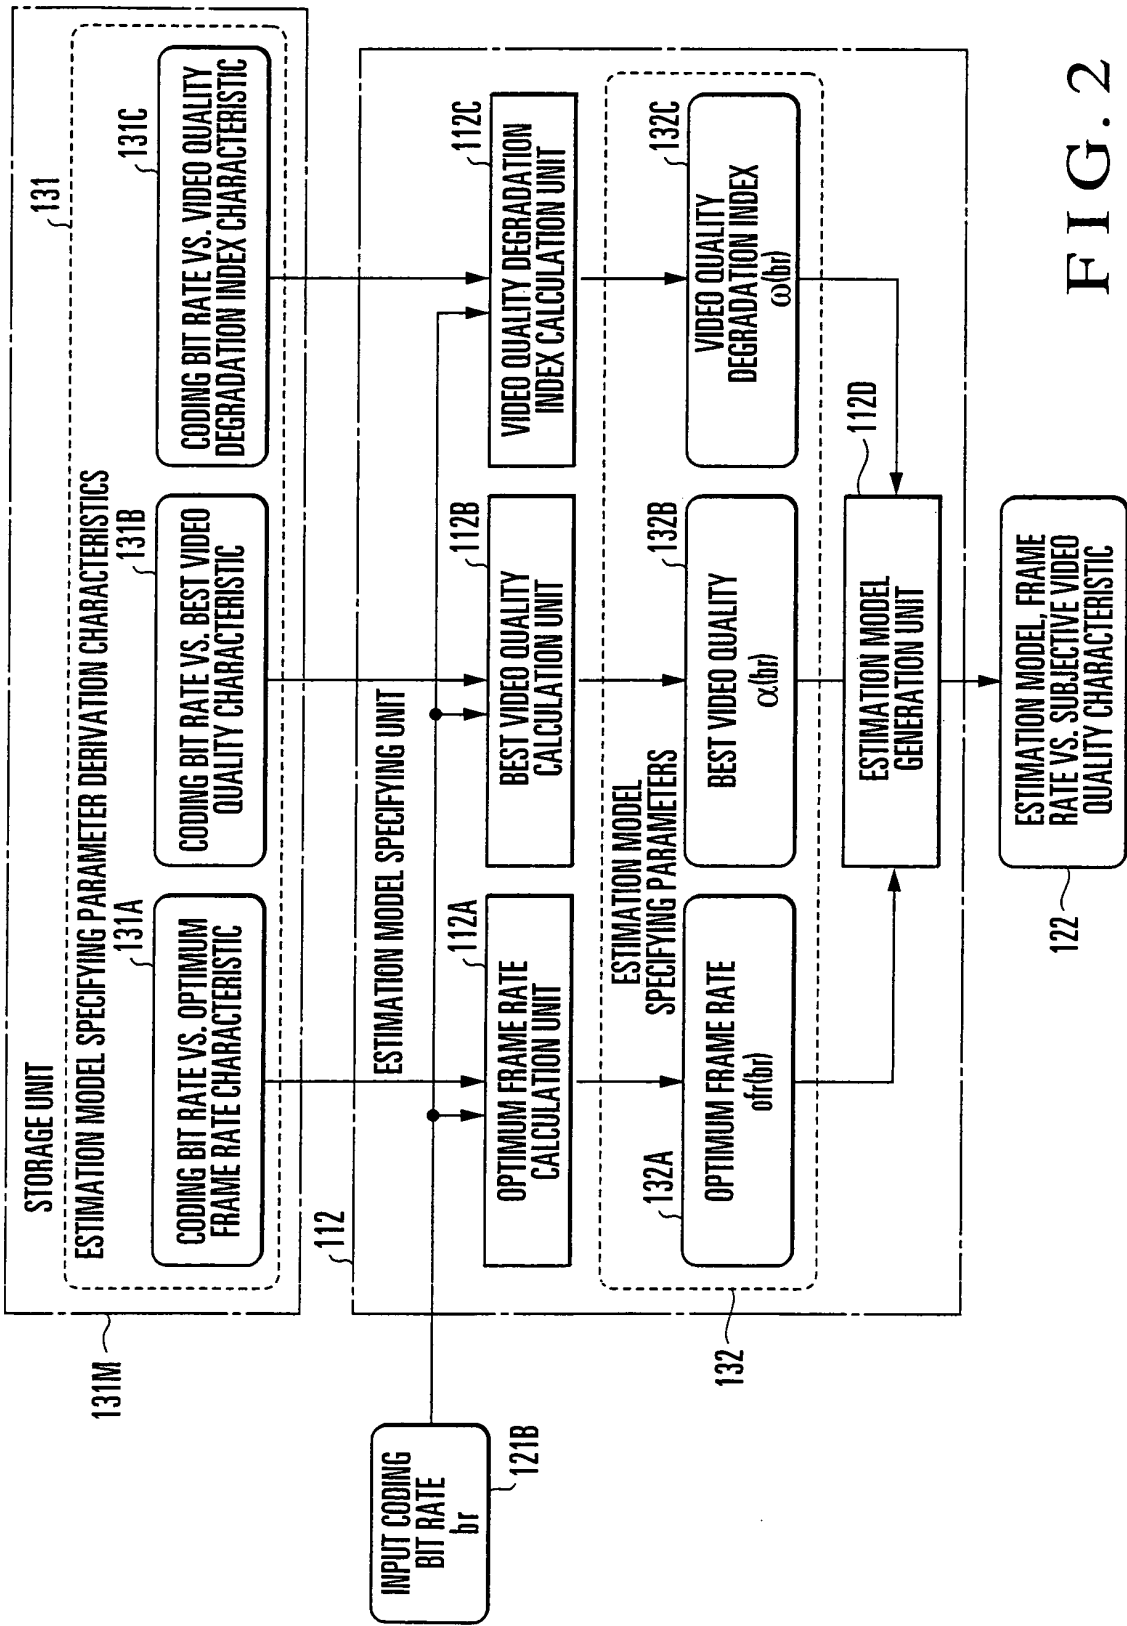 STORAGE UNIT
131M
131
ESTIMATION MODEL SPECIFYING PARAMETER DERIVATION CHARACTERISTICS
131A
CODING BIT RATE VS. OPTIMUM
FRAME RATE CHARACTERISTIC
131B
CODING BIT RATE VS. BEST VIDEO
QUALITY CHARACTERISTIC
131C
CODING BIT RATE VS. VIDEO QUALITY
DEGRADATION INDEX CHARACTERISTIC
INPUT CODING
BIT RATE
br
121B
112
ESTIMATION MODEL SPECIFYING UNIT
112A
OPTIMUM FRAME RATE
CALCULATION UNIT
112B
BEST VIDEO QUALITY
CALCULATION UNIT
112C
VIDEO QUALITY DEGRADATION
INDEX CALCULATION UNIT
132
ESTIMATION MODEL
SPECIFYING PARAMETERS
132A
OPTIMUM FRAME RATE
ofr(br)
132B
BEST VIDEO QUALITY
α(br)
132C
VIDEO QUALITY
DEGRADATION INDEX
ω(br)
112D
ESTIMATION MODEL
GENERATION UNIT
122
ESTIMATION MODEL, FRAME
RATE VS. SUBJECTIVE VIDEO
QUALITY CHARACTERISTIC
FIG. 2